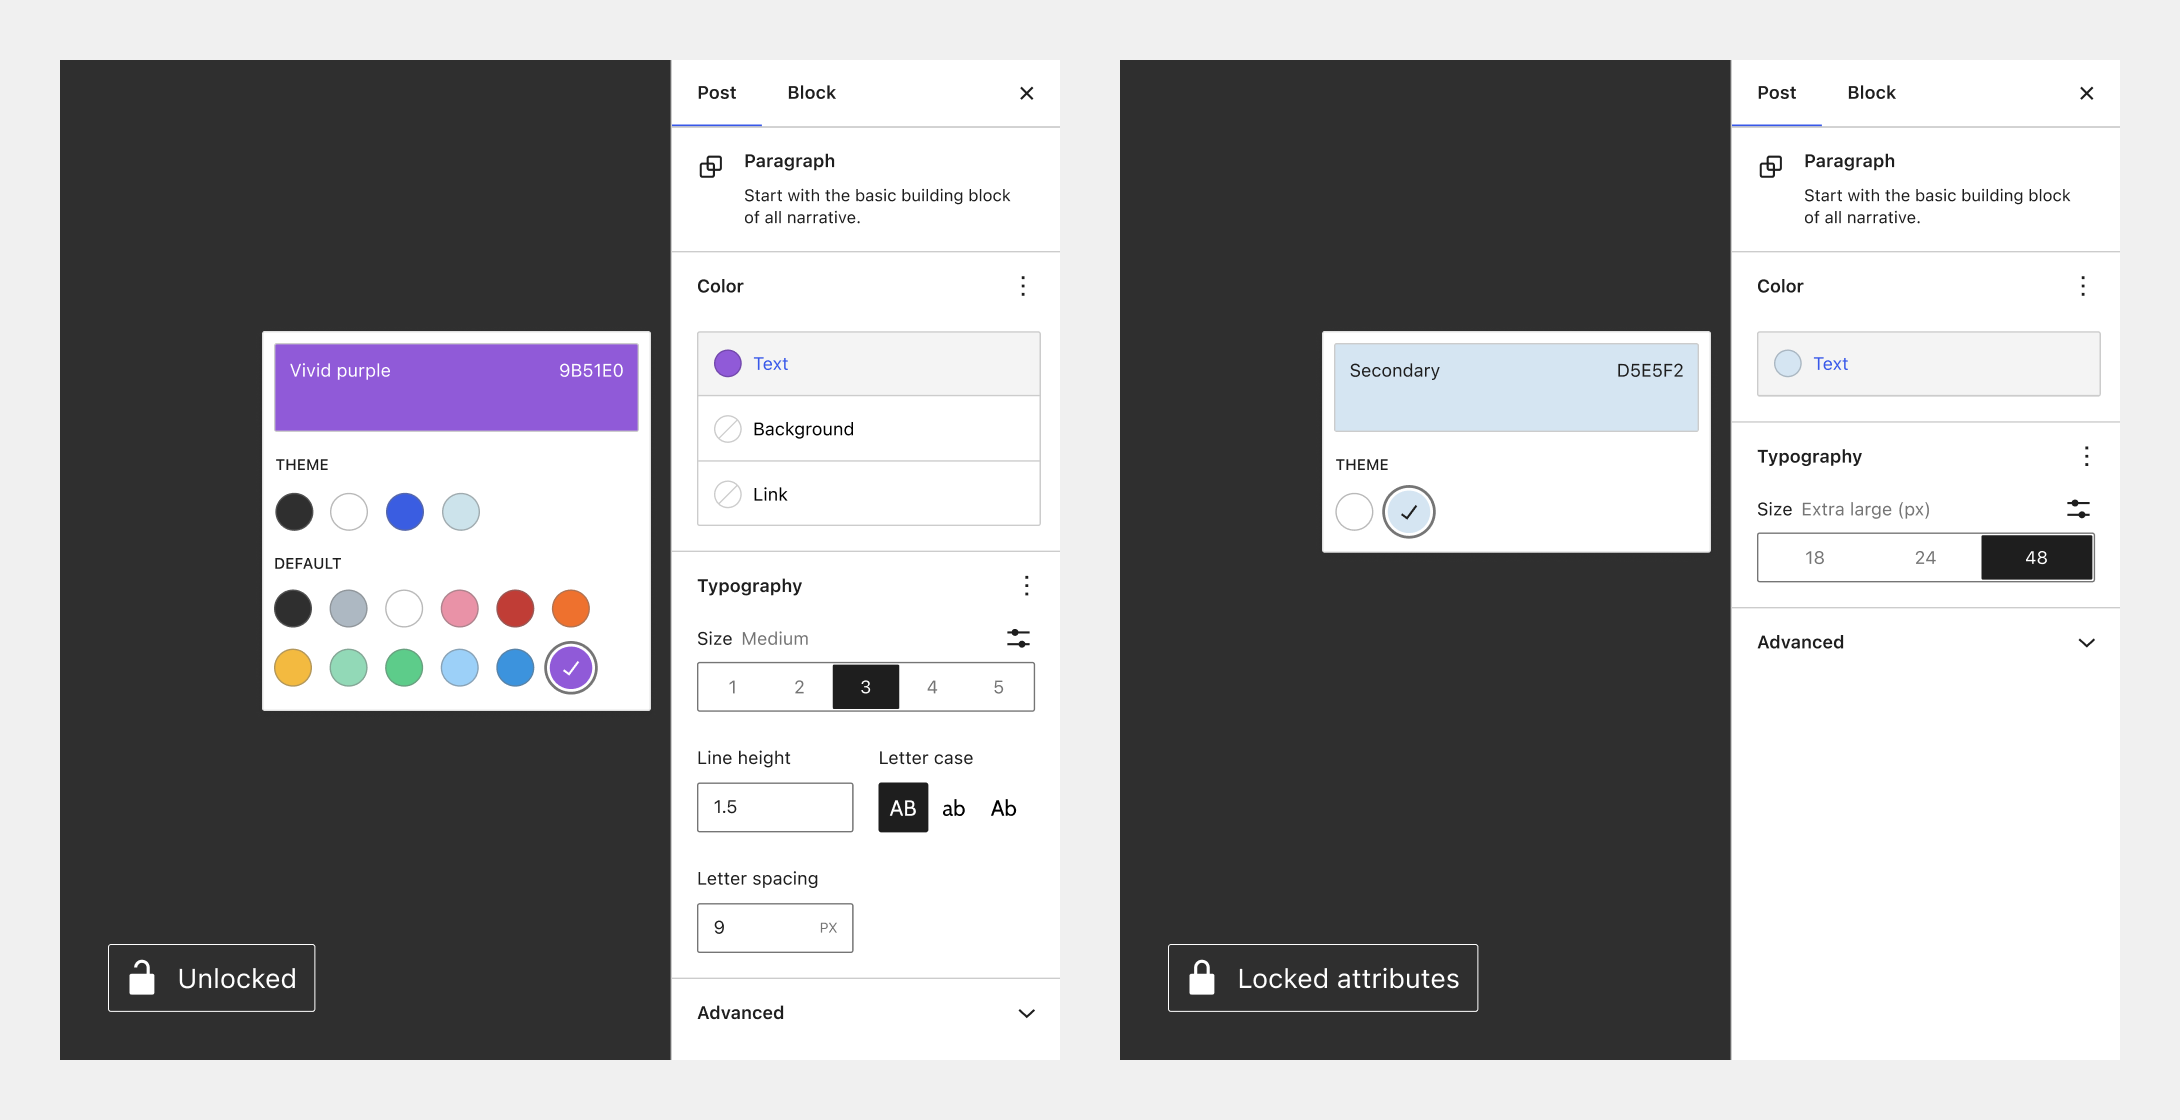 Post Block
Paragraph
Start with the basic building block
of all narrative.
Color
Text
Background
Link
Vivid purple 9B51E0
THEME
DEFAULT
Typography
Size Medium
1 2 3 4 5
Line height Letter case
1.5 AB ab Ab
Letter spacing
9 PX
Advanced
Unlocked
Post Block
Paragraph
Start with the basic building block
of all narrative.
Color
Text
Secondary D5E5F2
THEME
Typography
Size Extra large (px)
18 24 48
Advanced
Locked attributes